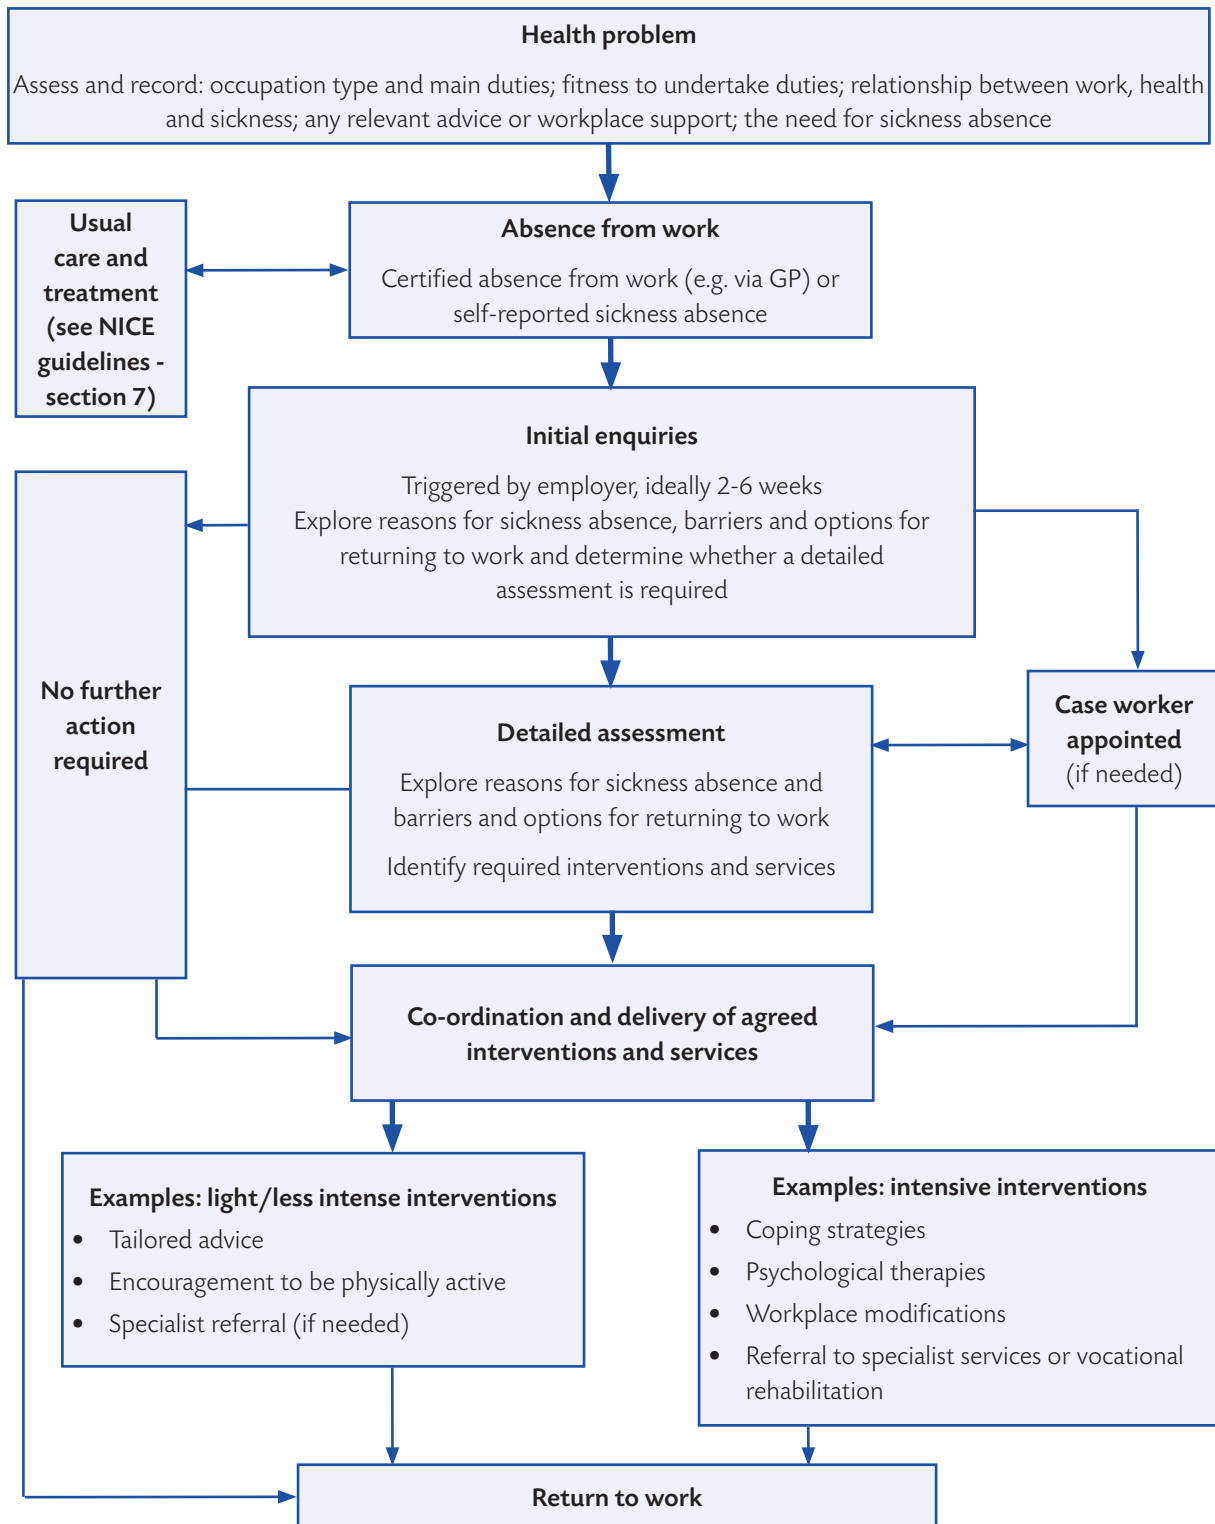 Health problem
Assess and record: occupation type and main duties; fitness to undertake duties; relationship between work, health
and sickness; any relevant advice or workplace support; the need for sickness absence
Usual
care and
treatment
(see NICE
guidelines -
section 7)
Absence from work
Certified absence from work (e.g. via GP) or
self-reported sickness absence
Initial enquiries
Triggered by employer, ideally 2-6 weeks
Explore reasons for sickness absence, barriers and options for
returning to work and determine whether a detailed
assessment is required
No further
action
required
Detailed assessment
Explore reasons for sickness absence and
barriers and options for returning to work
Identify required interventions and services
Case worker
appointed
(if needed)
Co-ordination and delivery of agreed
interventions and services
Examples: light/less intense interventions
• Tailored advice
• Encouragement to be physically active
• Specialist referral (if needed)
Examples: intensive interventions
• Coping strategies
• Psychological therapies
• Workplace modifications
• Referral to specialist services or vocational
rehabilitation
Return to work